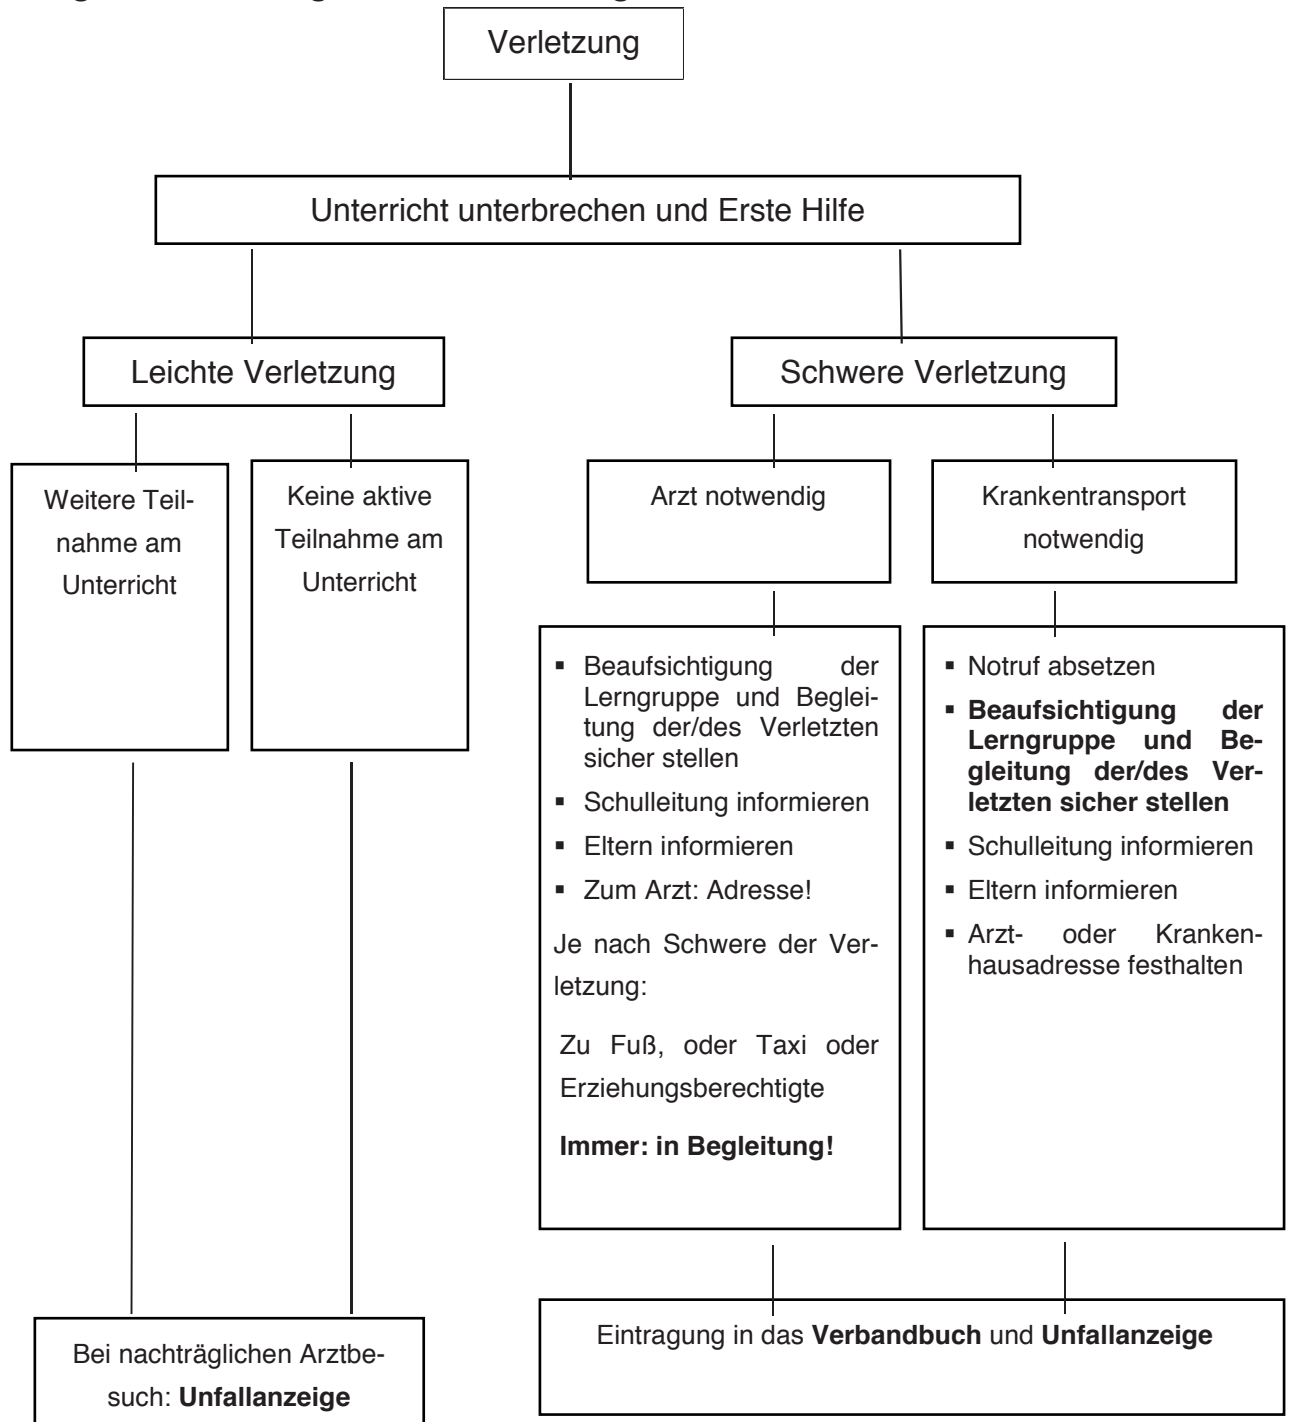 Verletzung
Unterricht unterbrechen und Erste Hilfe
Leichte Verletzung
Schwere Verletzung
Weitere Teil-
nahme am
Unterricht
Keine aktive
Teilnahme am
Unterricht
Arzt notwendig
Krankentransport
notwendig
▪ Beaufsichtigung der
Lerngruppe und Beglei-
tung der/des Verletzten
sicher stellen
▪ Schulleitung informieren
▪ Eltern informieren
▪ Zum Arzt: Adresse!
Je nach Schwere der Ver-
letzung:
Zu Fuß, oder Taxi oder
Erziehungsberechtigte
Immer: in Begleitung!
▪ Notruf absetzen
▪ Beaufsichtigung der
Lerngruppe und Be-
gleitung der/des Ver-
letzten sicher stellen
▪ Schulleitung informieren
▪ Eltern informieren
▪ Arzt- oder Kranken-
hausadresse festhalten
Bei nachträglichen Arztbe-
such: Unfallanzeige
Eintragung in das Verbandbuch und Unfallanzeige